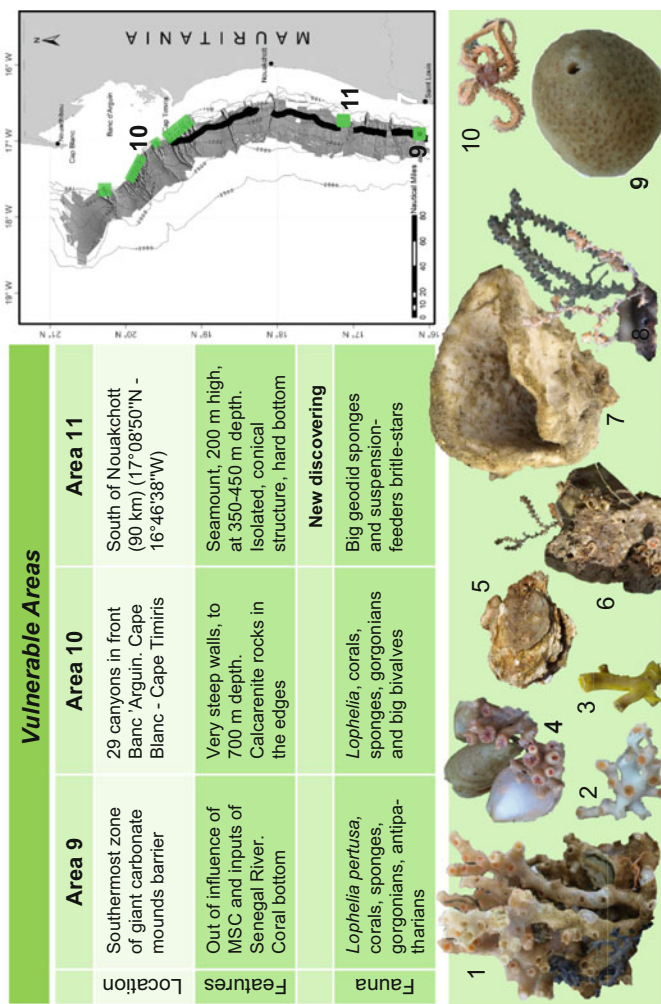 Vulnerable Areas
Area 9
Area 10
Area 11
Location
Southermost zone
of giant carbonate
mounds barrier
29 canyons in front
Banc 'Arguin. Cape
Blanc - Cape Timiris
South of Nouakchott
(90 km) (17°08'50''N -
16°46'38''W)
Features
Out of influence of
MSC and inputs of
Senegal River.
Coral bottom
Very steep walls, to
700 m depth.
Calcarenite rocks in
the edges
Seamount, 200 m high,
at 350-450 m depth.
Isolated, conical
structure, hard bottom
New discovering
Fauna
Lophelia pertusa,
corals, sponges,
gorgonians, antipa-
tharians
Lophelia, corals,
sponges, gorgonians
and big bivalves
Big geodid sponges
and suspension-
feeders britle-stars
19° W
18° W
17° W
16° W
21° N
20° N
19° N
18° N
17° N
16° N
N
MAURITANIA
Nouadhibou
Cap Blanc
Banc d'Arguin
Cap Timiris
Nouakchott
Saint Louis
10
11
9
Nautical Miles
0 10 20 40 60 80
1
2
3
4
5
6
7
8
9
10